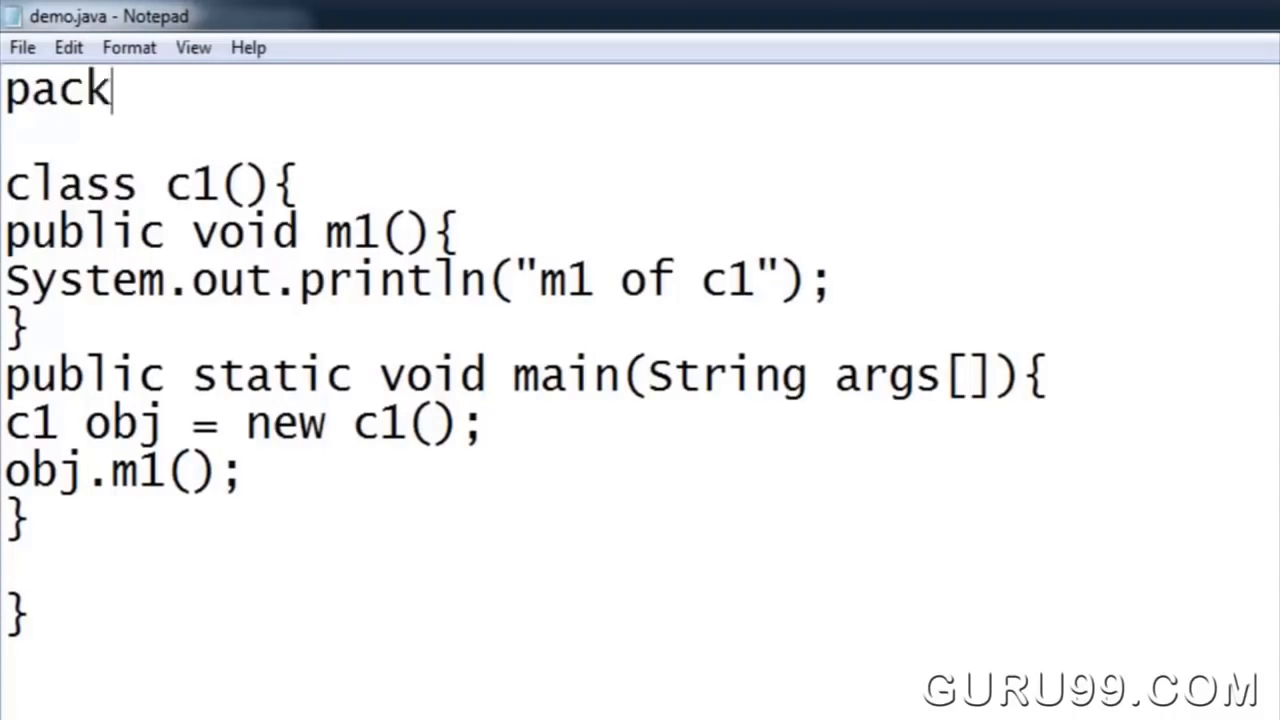 demo.java - Notepad
File Edit Format View Help
pack
class c1(){
public void m1(){
System.out.println("m1 of c1");
}
public static void main(String args[]){
c1 obj = new c1();
obj.m1();
}
}
GURU99.COM